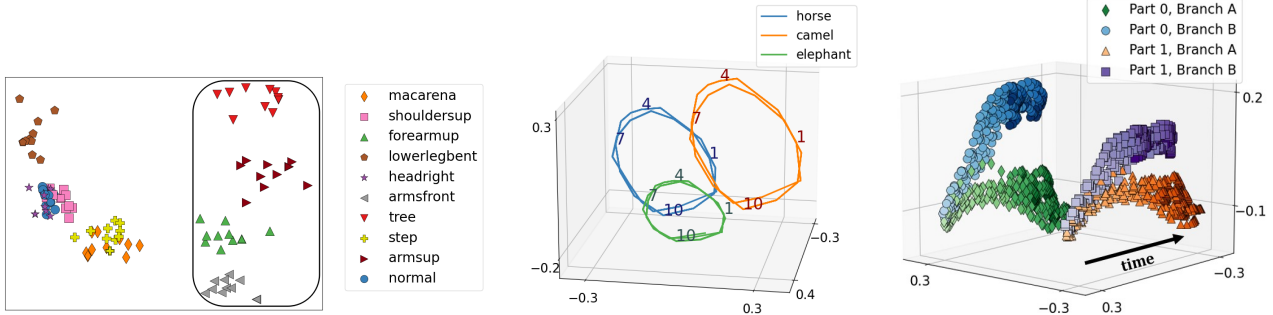 macarena
shouldersup
forearmup
lowerlegbent
headright
armsfront
tree
step
armsup
normal
horse
camel
elephant
4
4
7
7
1
1
4
7
10
10
1
10
0.3
−0.2
−0.3
0.3
0.4
−0.3
Part 0, Branch A
Part 0, Branch B
Part 1, Branch A
Part 1, Branch B
0.2
−0.1
time
0.3
−0.3
0.3
−0.3